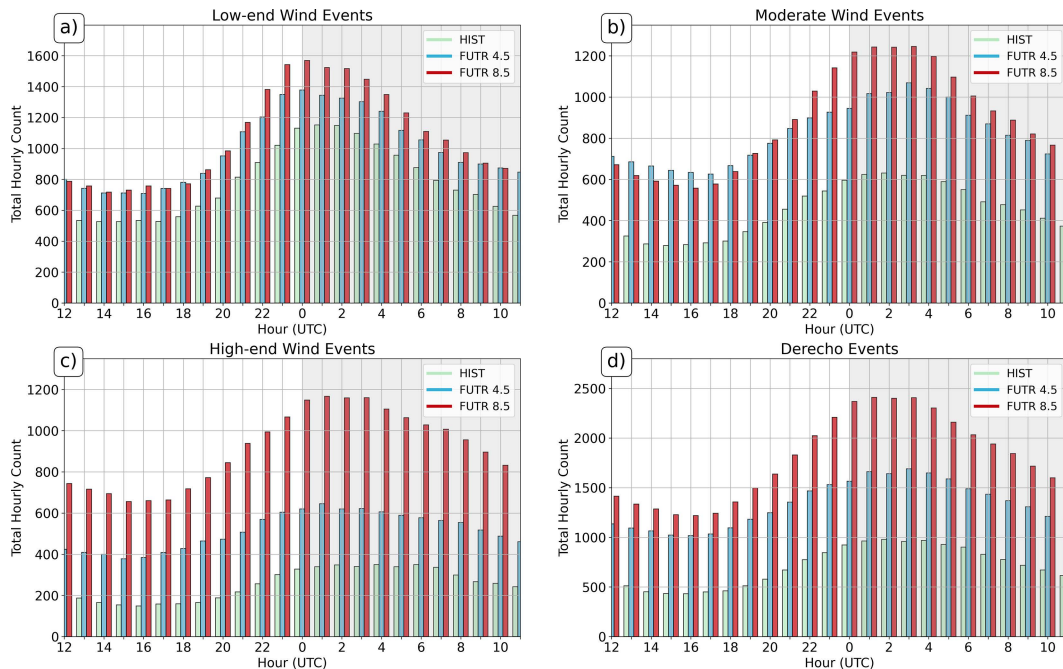 Low-end Wind Events
a)
HIST
FUTR 4.5
FUTR 8.5
Total Hourly Count
1600
1400
1200
1000
800
600
400
200
0
12 14 16 18 20 22 0 2 4 6 8 10
Hour (UTC)
Moderate Wind Events
b)
HIST
FUTR 4.5
FUTR 8.5
Total Hourly Count
1200
1000
800
600
400
200
0
12 14 16 18 20 22 0 2 4 6 8 10
Hour (UTC)
High-end Wind Events
c)
HIST
FUTR 4.5
FUTR 8.5
Total Hourly Count
1200
1000
800
600
400
200
0
12 14 16 18 20 22 0 2 4 6 8 10
Hour (UTC)
Derecho Events
d)
HIST
FUTR 4.5
FUTR 8.5
Total Hourly Count
2500
2000
1500
1000
500
0
12 14 16 18 20 22 0 2 4 6 8 10
Hour (UTC)